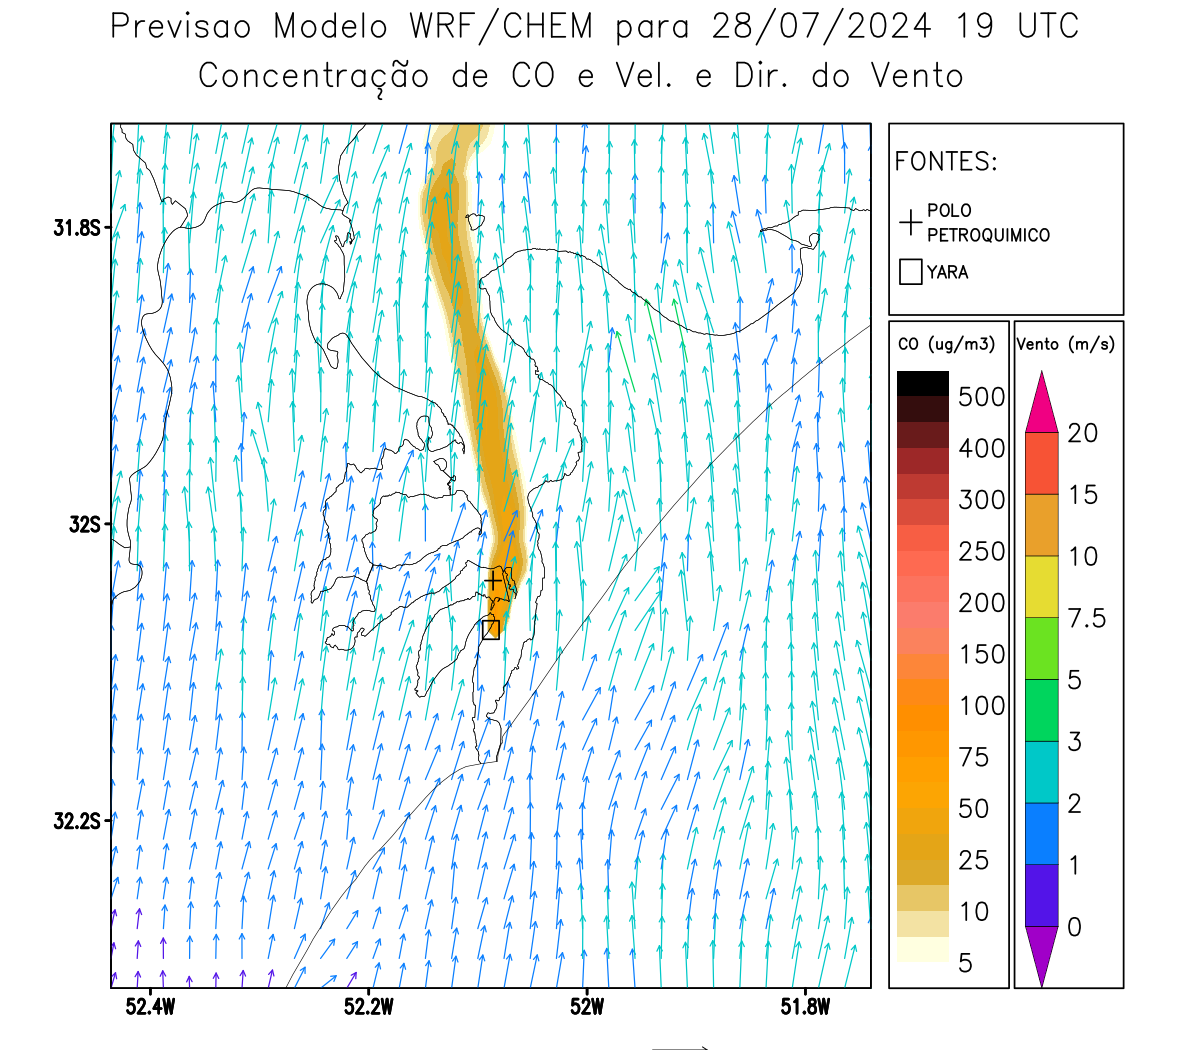 Previsao Modelo WRF/CHEM para 28/07/2024 19 UTC
Concentração de CO e Vel. e Dir. do Vento
FONTES:
POLO
PETROQUIMICO
YARA
CO (ug/m3)
500
400
300
250
200
150
100
75
50
25
10
5
Vento (m/s)
20
15
10
7.5
5
3
2
1
0
31.8S
32S
32.2S
52.4W
52.2W
52W
51.8W